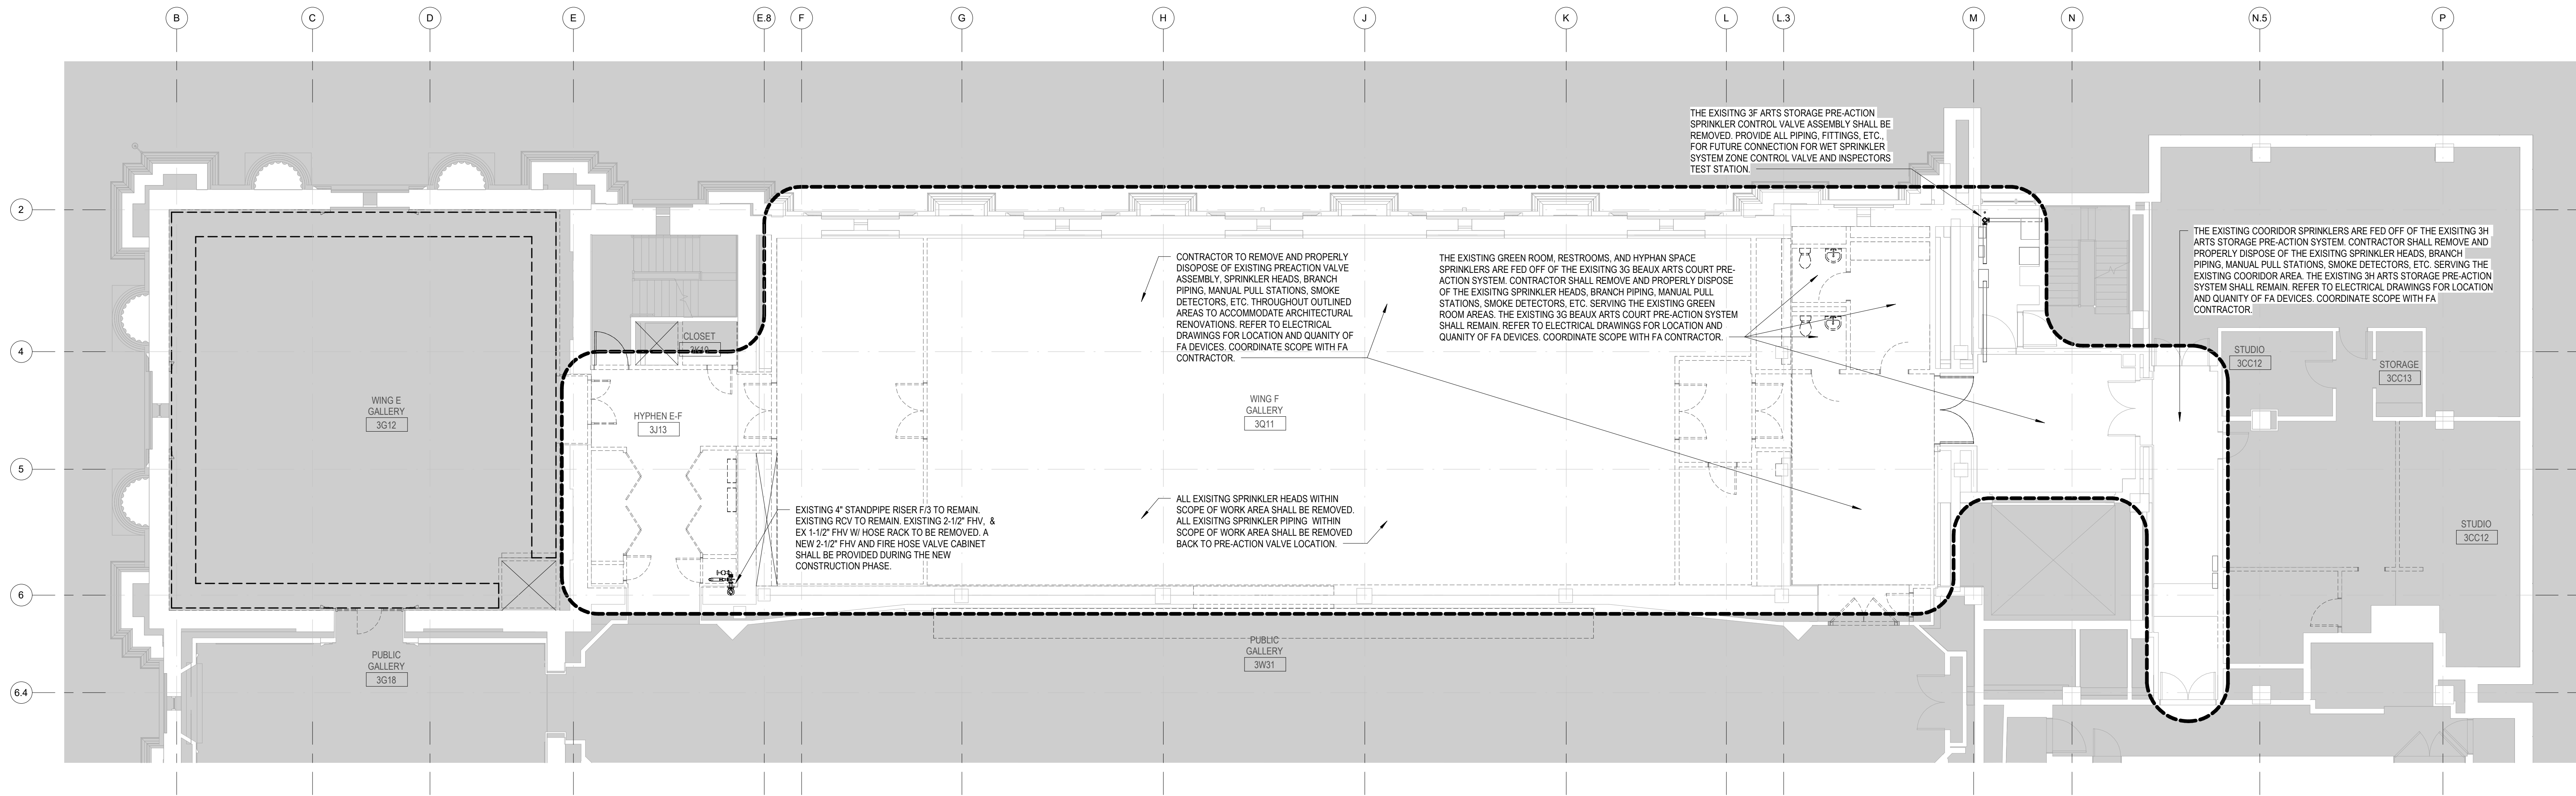 B
C
D
E
E.8
F
G
H
J
K
L
L.3
M
N
N.5
P
2
4
5
6
6.4
THE EXISITNG 3F ARTS STORAGE PRE-ACTION
SPRINKLER CONTROL VALVE ASSEMBLY SHALL BE
REMOVED. PROVIDE ALL PIPING, FITTINGS, ETC.,
FOR FUTURE CONNECTION FOR WET SPRINKLER
SYSTEM ZONE CONTROL VALVE AND INSPECTORS
TEST STATION.
THE EXISTING COORIDOR SPRINKLERS ARE FED OFF OF THE EXISITNG 3H
ARTS STORAGE PRE-ACTION SYSTEM. CONTRACTOR SHALL REMOVE AND
PROPERLY DISPOSE OF THE EXISITNG SPRINKLER HEADS, BRANCH
PIPING, MANUAL PULL STATIONS, SMOKE DETECTORS, ETC. SERVING THE
EXISTING COORIDOR AREA. THE EXISTING 3H ARTS STORAGE PRE-ACTION
SYSTEM SHALL REMAIN. REFER TO ELECTRICAL DRAWINGS FOR LOCATION
AND QUANITY OF FA DEVICES. COORDINATE SCOPE WITH FA
CONTRACTOR.
CONTRACTOR TO REMOVE AND PROPERLY
DISOPOSE OF EXISTING PREACTION VALVE
ASSEMBLY, SPRINKLER HEADS, BRANCH
PIPING, MANUAL PULL STATIONS, SMOKE
DETECTORS, ETC. THROUGHOUT OUTLINED
AREAS TO ACCOMMODATE ARCHITECTURAL
RENOVATIONS. REFER TO ELECTRICAL
DRAWINGS FOR LOCATION AND QUANITY OF
FA DEVICES. COORDINATE SCOPE WITH FA
CONTRACTOR.
THE EXISTING GREEN ROOM, RESTROOMS, AND HYPHAN SPACE
SPRINKLERS ARE FED OFF OF THE EXISITNG 3G BEAUX ARTS COURT PRE-
ACTION SYSTEM. CONTRACTOR SHALL REMOVE AND PROPERLY DISPOSE
OF THE EXISITNG SPRINKLER HEADS, BRANCH PIPING, MANUAL PULL
STATIONS, SMOKE DETECTORS, ETC. SERVING THE EXISTING GREEN
ROOM AREAS. THE EXISTING 3G BEAUX ARTS COURT PRE-ACTION SYSTEM
SHALL REMAIN. REFER TO ELECTRICAL DRAWINGS FOR LOCATION AND
QUANITY OF FA DEVICES. COORDINATE SCOPE WITH FA CONTRACTOR.
CLOSET
3K10
STUDIO
3CC12
STORAGE
3CC13
WING E
GALLERY
3G12
HYPHEN E-F
3J13
WING F
GALLERY
3Q11
EXISTING 4" STANDPIPE RISER F/3 TO REMAIN.
EXISTING RCV TO REMAIN. EXISTING 2-1/2" FHV, &
EX 1-1/2" FHV W/ HOSE RACK TO BE REMOVED. A
NEW 2-1/2" FHV AND FIRE HOSE VALVE CABINET
SHALL BE PROVIDED DURING THE NEW
CONSTRUCTION PHASE.
ALL EXISITNG SPRINKLER HEADS WITHIN
SCOPE OF WORK AREA SHALL BE REMOVED.
ALL EXISITNG SPRINKLER PIPING WITHIN
SCOPE OF WORK AREA SHALL BE REMOVED
BACK TO PRE-ACTION VALVE LOCATION.
STUDIO
3CC12
PUBLIC
GALLERY
3G18
PUBLIC
GALLERY
3W31